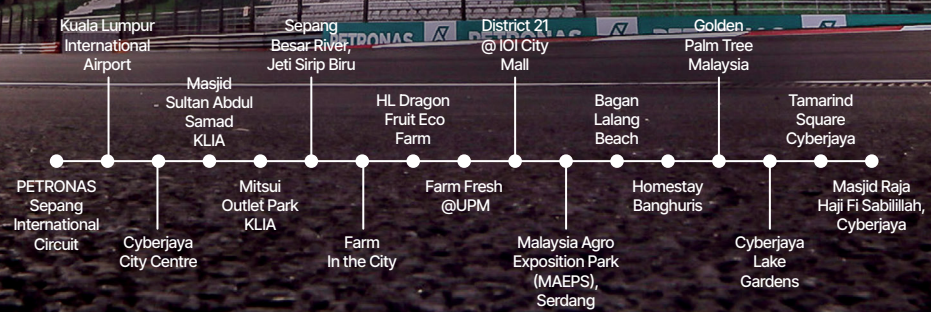 PETRONAS
PETRONAS
Kuala Lumpur
International
Airport
Sepang
Besar River,
Jeti Sirip Biru
District 21
@ IOI City
Mall
Golden
Palm Tree
Malaysia
Masjid
Sultan Abdul
Samad
KLIA
HL Dragon
Fruit Eco
Farm
Bagan
Lalang
Beach
Tamarind
Square
Cyberjaya
PETRONAS
Sepang
International
Circuit
Mitsui
Outlet Park
KLIA
Farm Fresh
@UPM
Homestay
Banghuris
Masjid Raja
Haji Fi Sabilillah,
Cyberjaya
Cyberjaya
City Centre
Farm
In the City
Malaysia Agro
Exposition Park
(MAEPS),
Serdang
Cyberjaya
Lake
Gardens